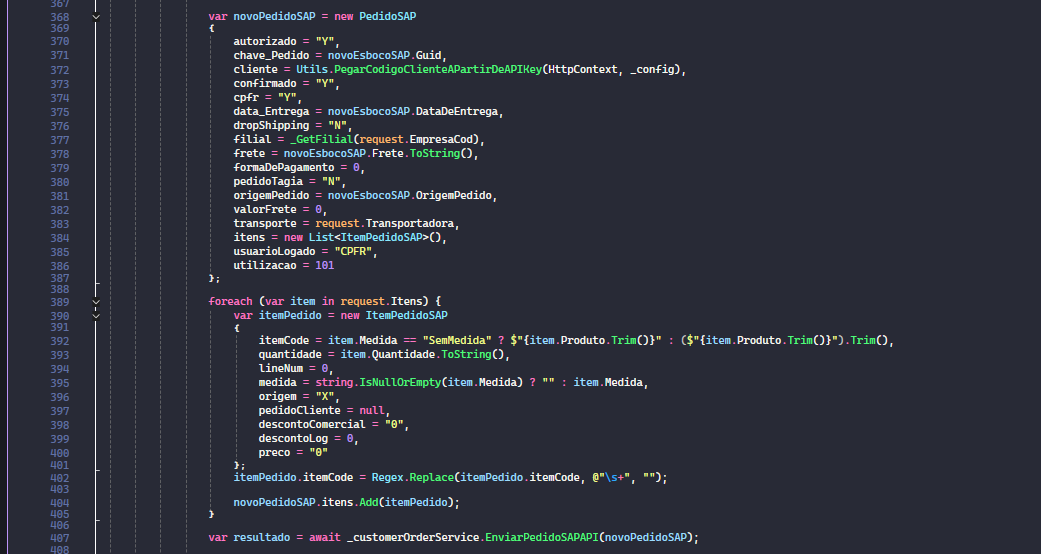 367
368 var novoPedidoSAP = new PedidoSAP
369 {
370 autorizado = "Y",
371 chave_Pedido = novoEsbocoSAP.Guid,
372 cliente = Utils.PegarCodigoClienteAPartirDeAPIKey(HttpContext, _config),
373 confirmado = "Y",
374 cpfr = "Y",
375 data_Entrega = novoEsbocoSAP.DataDeEntrega,
376 dropShipping = "N",
377 filial = _GetFilial(request.EmpresaCod),
378 frete = novoEsbocoSAP.Frete.ToString(),
379 formaDePagamento = 0,
380 pedidoTagia = "N",
381 origemPedido = novoEsbocoSAP.OrigemPedido,
382 valorFrete = 0,
383 transporte = request.Transportadora,
384 itens = new List<ItemPedidoSAP>(),
385 usuarioLogado = "CPFR",
386 utilizacao = 101
387 };
388
389 foreach (var item in request.Itens) {
390 var itemPedido = new ItemPedidoSAP
391 {
392 itemCode = item.Medida == "SemMedida" ? $"{item.Produto.Trim()}" : ($"{item.Produto.Trim()}").Trim(),
393 quantidade = item.Quantidade.ToString(),
394 lineNum = 0,
395 medida = string.IsNullOrEmpty(item.Medida) ? "" : item.Medida,
396 origem = "X",
397 pedidoCliente = null,
398 descontoComercial = "0",
399 descontoLog = 0,
400 preco = "0"
401 };
402 itemPedido.itemCode = Regex.Replace(itemPedido.itemCode, @"\s+", "");
403
404 novoPedidoSAP.itens.Add(itemPedido);
405 }
406
407 var resultado = await _customerOrderService.EnviarPedidoSAPAPI(novoPedidoSAP);
408